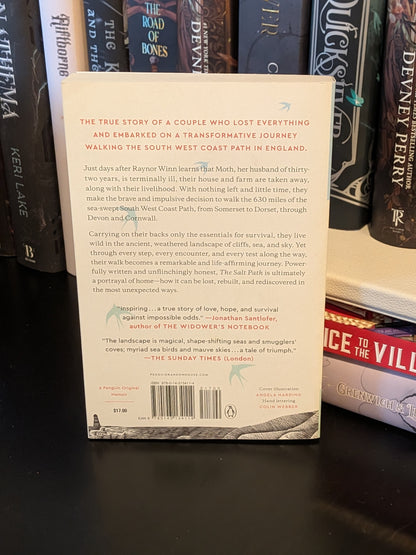 THE ROAD OF BONES
DEVNEY
KERI LAKE
DEVNEY PERRY
THE TRUE STORY OF A COUPLE WHO LOST EVERYTHING
AND EMBARKED ON A TRANSFORMATIVE JOURNEY
WALKING THE SOUTH WEST COAST PATH IN ENGLAND.
Just days after Raynor Winn learns that Moth, her husband of thirty-
two years, is terminally ill, their house and farm are taken away,
along with their livelihood. With nothing left and little time, they
make the brave and impulsive decision to walk the 630 miles of the
sea-swept South West Coast Path, from Somerset to Dorset, through
Devon and Cornwall.
Carrying on their backs only the essentials for survival, they live
wild in the ancient, weathered landscape of cliffs, sea, and sky. Yet
through every step, every encounter, and every test along the way,
their walk becomes a remarkable and life-affirming journey. Power-
fully written and unflinchingly honest, The Salt Path is ultimately
a portrayal of home—how it can be lost, rebuilt, and rediscovered in
the most unexpected ways.
"Inspiring . . . a true story of love, hope, and survival
against impossible odds." —Jonathan Santlofer,
author of THE WIDOWER'S NOTEBOOK
"The landscape is magical, shape-shifting seas and smugglers'
coves; myriad sea birds and mauve skies . . . a tale of triumph."
—THE SUNDAY TIMES (London)
PENGUINRANDOMHOUSE.COM
A Penguin Original
Memoir
$17.00
Cover illustration
ANGELA HARDING
Hand lettering
COLIN WEBBER
ICE TO THE VILL